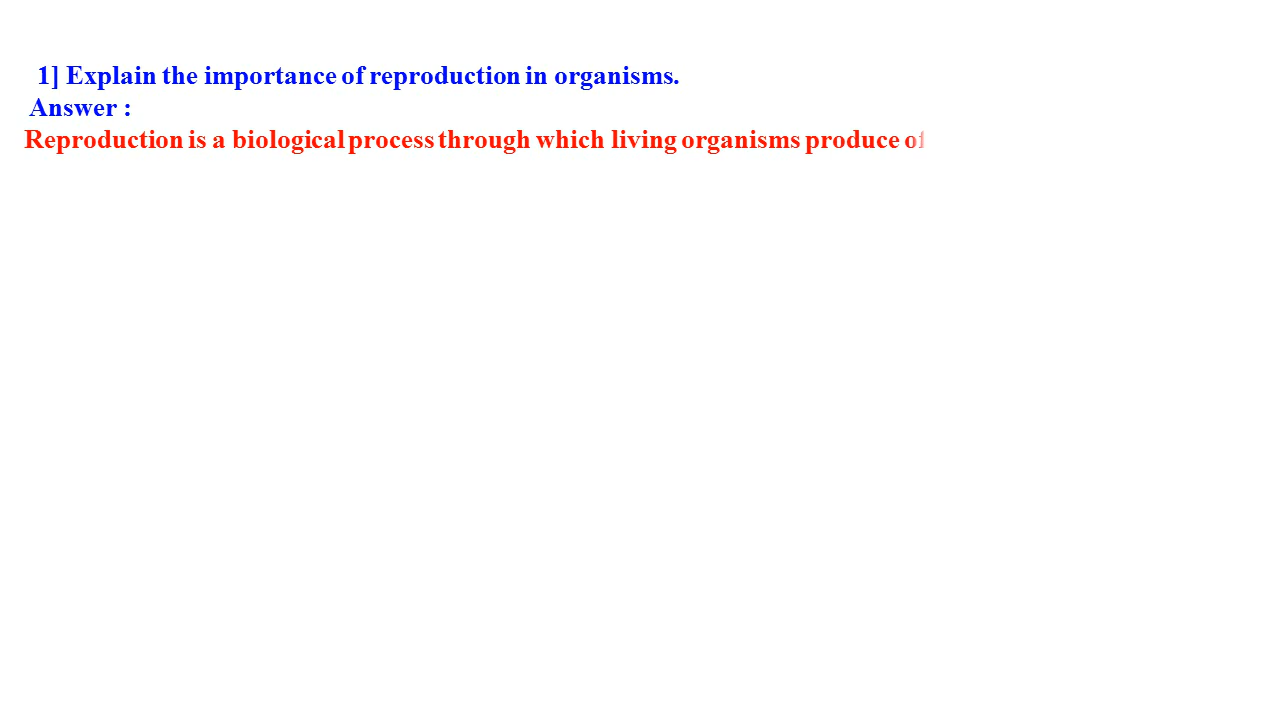 1] Explain the importance of reproduction in organisms.
Answer :
Reproduction is a biological process through which living organisms produce